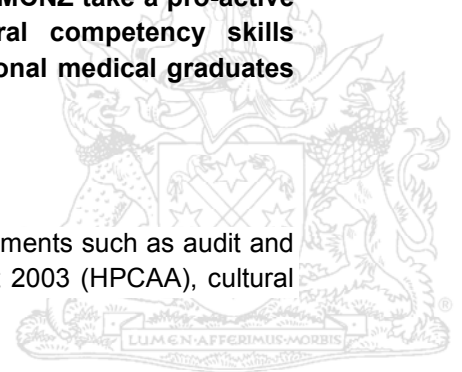 MCNZ take a pro-active
ral competency skills
onal medical graduates
ments such as audit and
2003 (HPCAA), cultural
®
LUMEN·AFFERIMUS·MORBIS